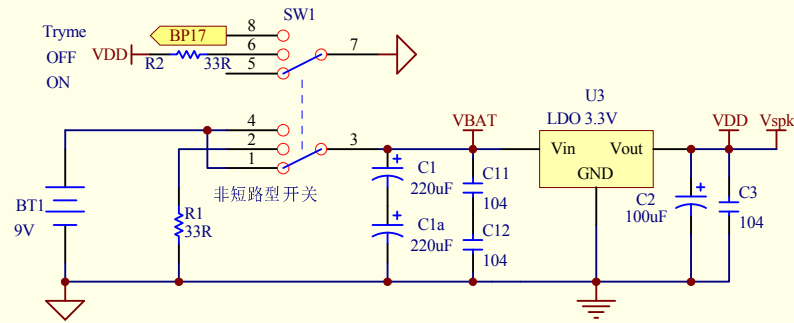 SW1
Tryme
BP17
8
OFF
VDD
R2
33R
6
7
ON
5
4
2
3
1
非短路型开关
VBAT
U3
LDO 3.3V
Vin
Vout
GND
VDD
Vspk
BT1
9V
R1
33R
C1
220uF
C1a
220uF
C11
104
C12
104
C2
100uF
C3
104